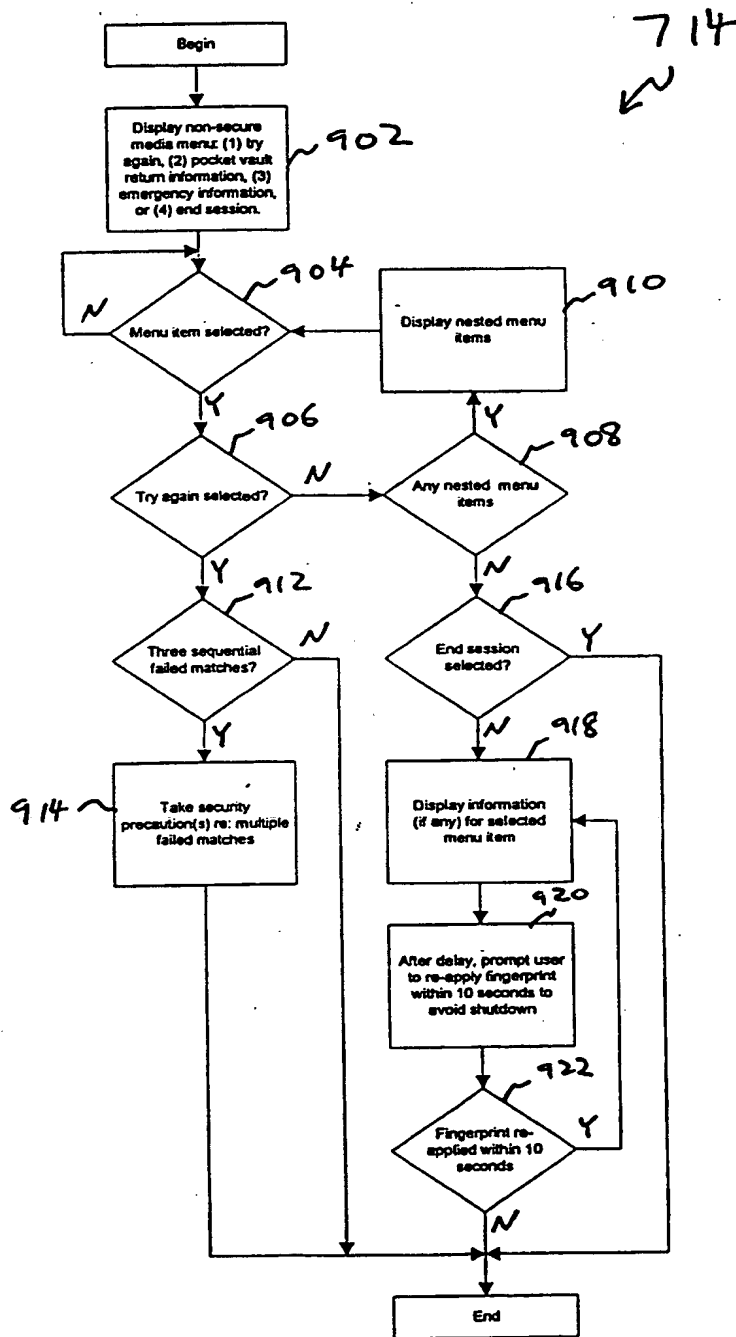 714
Begin
Display non-secure
media menu: (1) try
again, (2) pocket vault
return information, (3)
emergency information,
or (4) end session.
902
904
N
Menu item selected?
Y
910
Display nested menu
items
906
Try again selected?
N
Y
908
Any nested menu
items
Y
N
912
Three sequential
failed matches?
N
Y
916
End session
selected?
Y
N
914
Take security
precaution(s) re: multiple
failed matches
918
Display information
(if any) for selected
menu item
920
After delay, prompt user
to re-apply fingerprint
within 10 seconds to
avoid shutdown
922
Fingerprint re-
applied within 10
seconds
Y
N
End